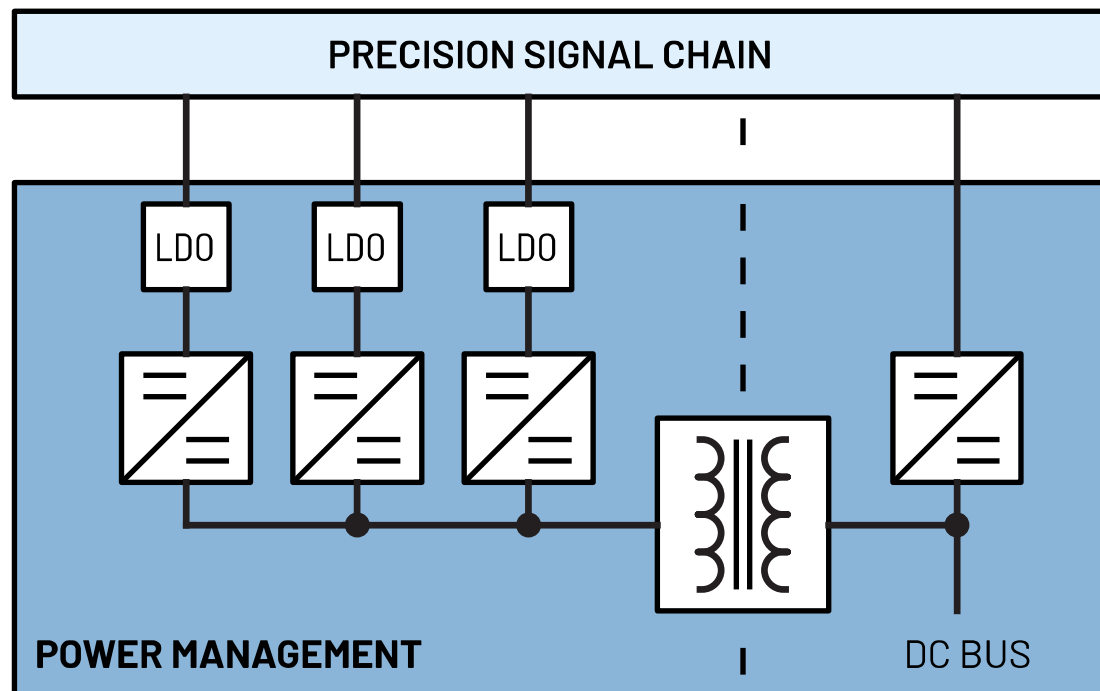 PRECISION SIGNAL CHAIN
LDO
LDO
LDO
POWER MANAGEMENT
DC BUS